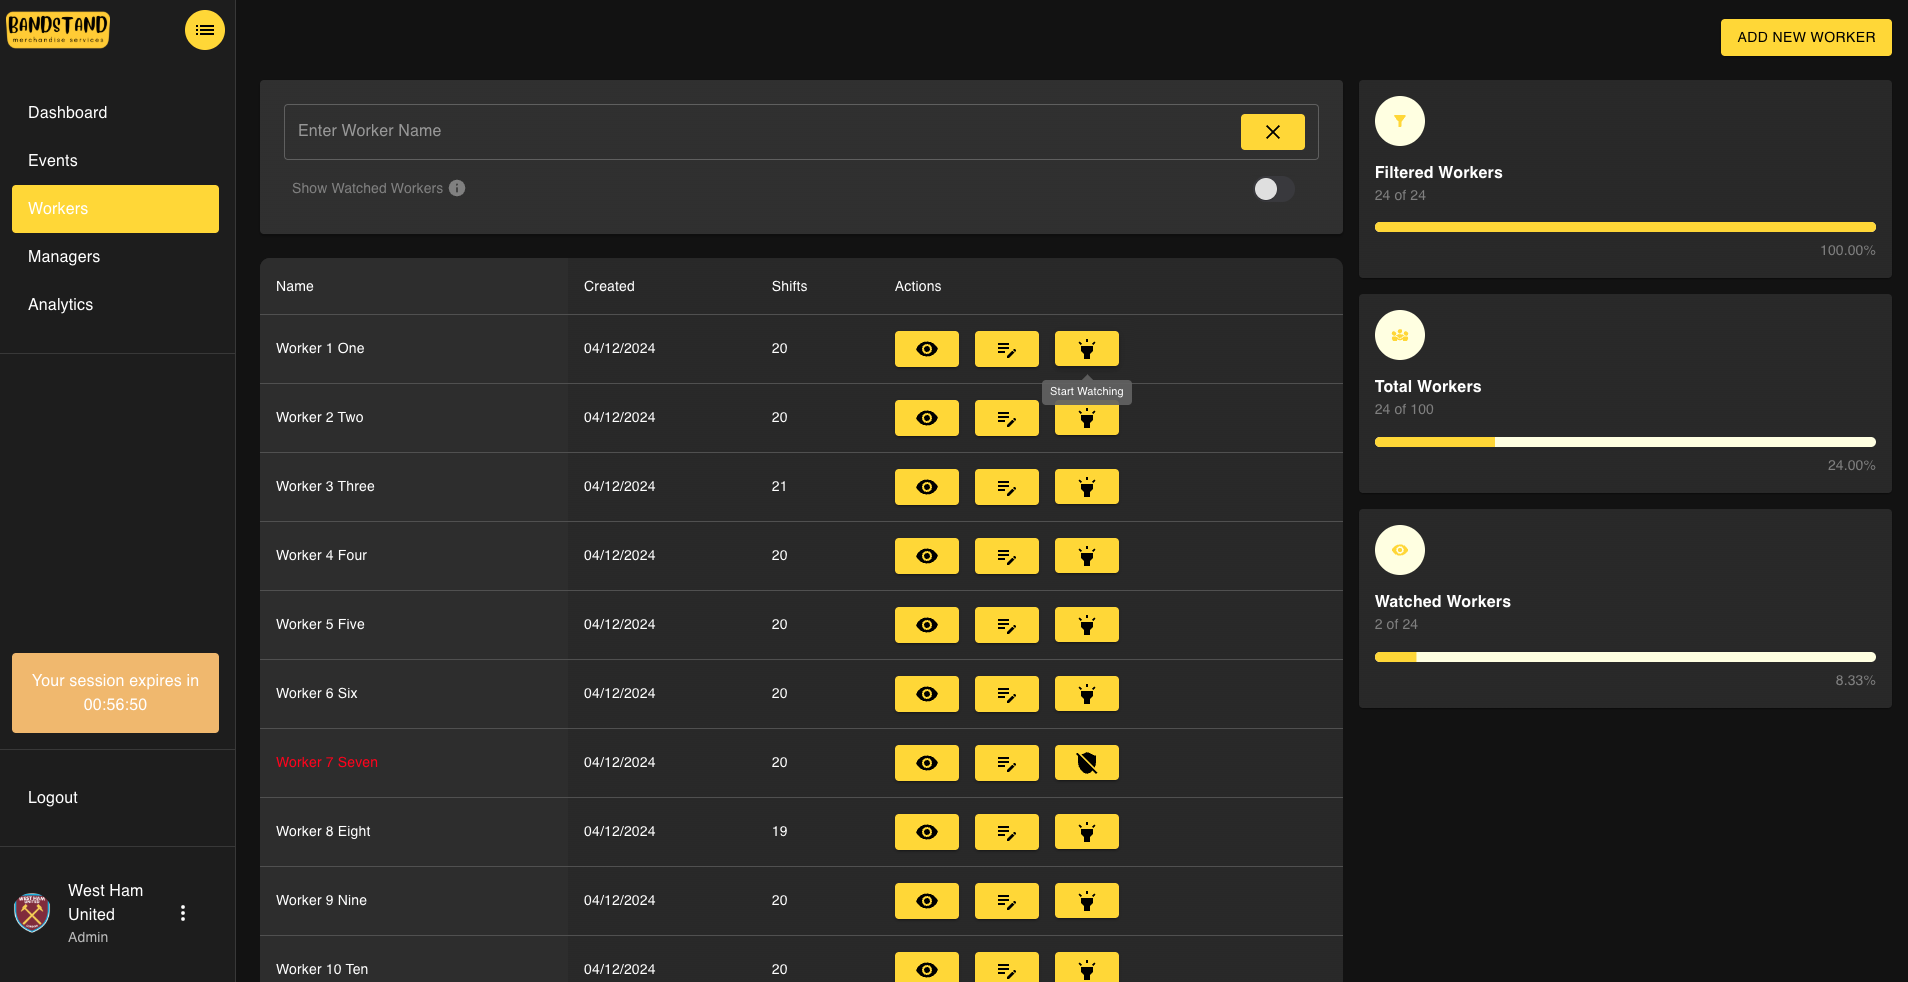 BANDSTAND
merchandise services
Dashboard
Events
Workers
Managers
Analytics
Your session expires in
00:56:50
Logout
WEST HAM
UNITED
West Ham
United
Admin
ADD NEW WORKER
Enter Worker Name
Show Watched Workers
Name Created Shifts Actions
Worker 1 One 04/12/2024 20
Start Watching
Worker 2 Two 04/12/2024 20
Worker 3 Three 04/12/2024 21
Worker 4 Four 04/12/2024 20
Worker 5 Five 04/12/2024 20
Worker 6 Six 04/12/2024 20
Worker 7 Seven 04/12/2024 20
Worker 8 Eight 04/12/2024 19
Worker 9 Nine 04/12/2024 20
Worker 10 Ten 04/12/2024 20
Filtered Workers
24 of 24
100.00%
Total Workers
24 of 100
24.00%
Watched Workers
2 of 24
8.33%